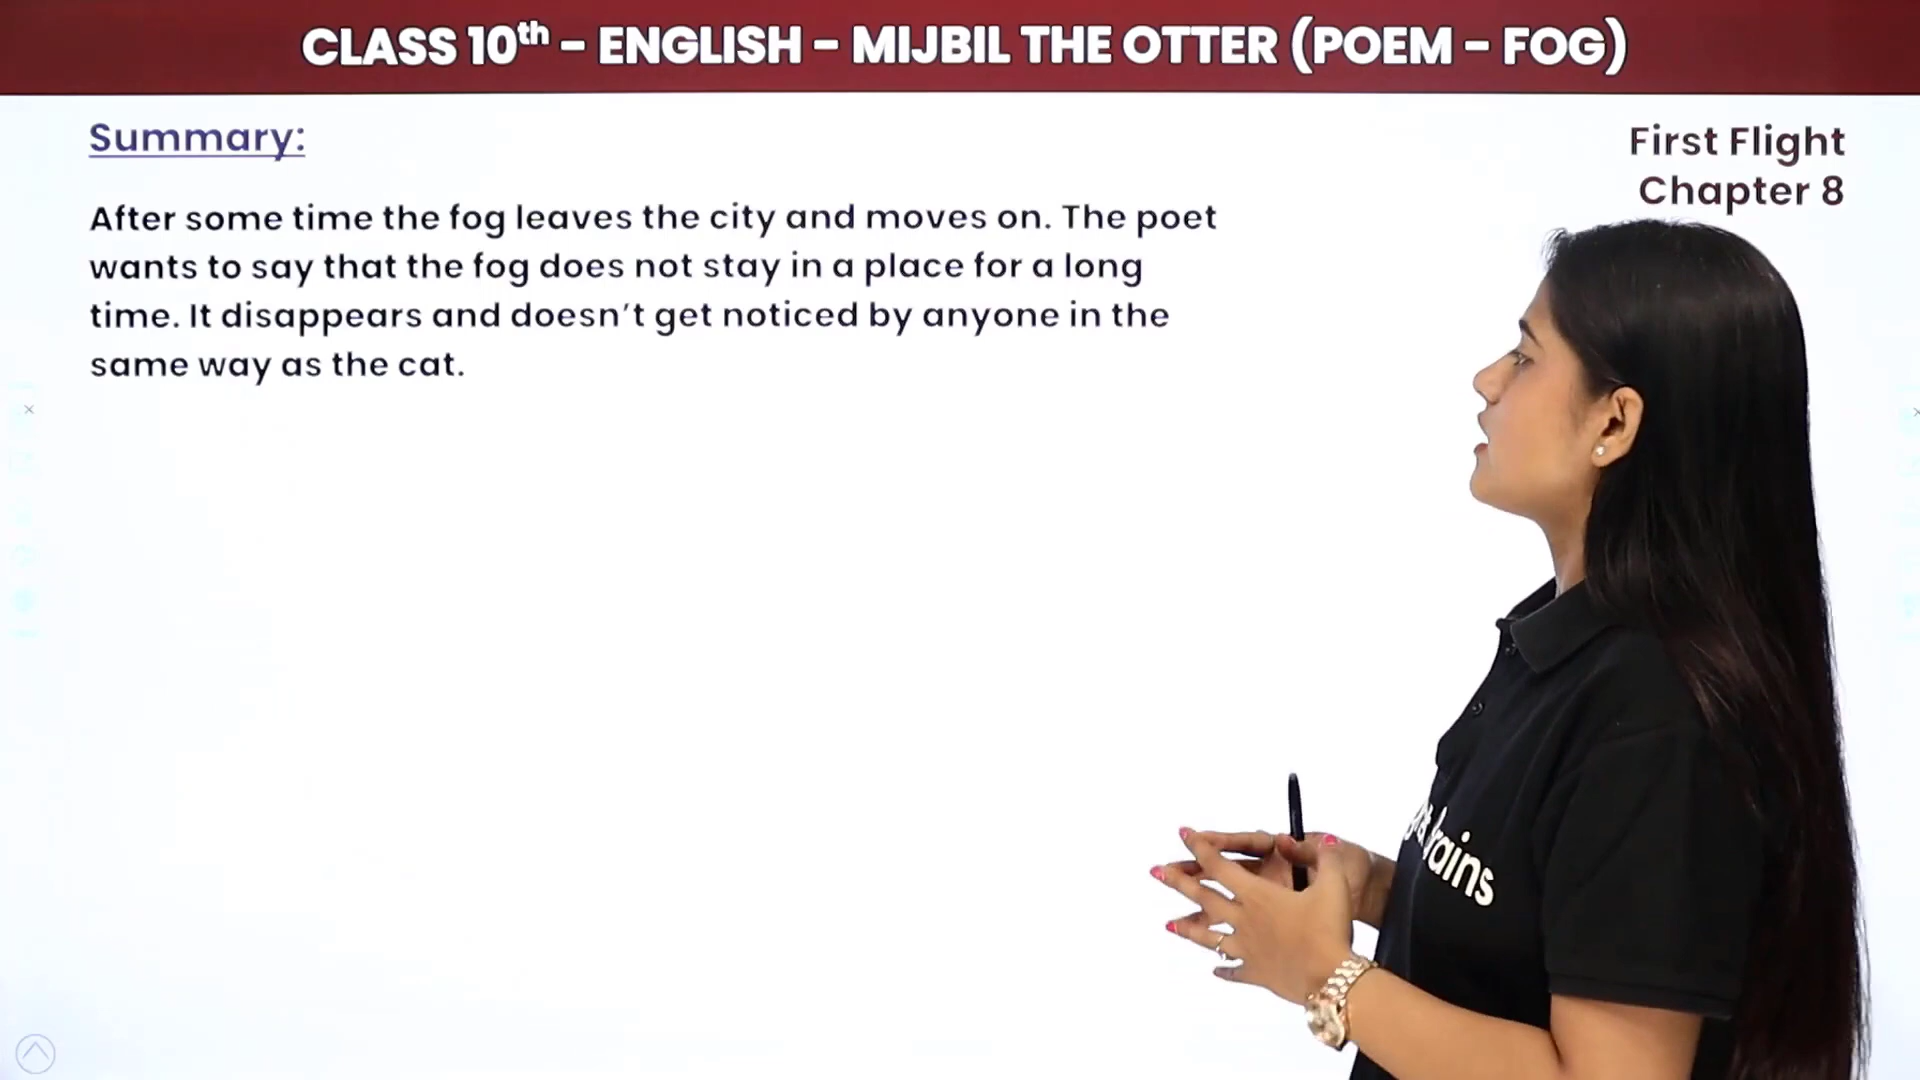 CLASS 10th – ENGLISH – MIJBIL THE OTTER (POEM – FOG)
Summary:
First Flight
Chapter 8
After some time the fog leaves the city and moves on. The poet
wants to say that the fog does not stay in a place for a long
time. It disappears and doesn't get noticed by anyone in the
same way as the cat.